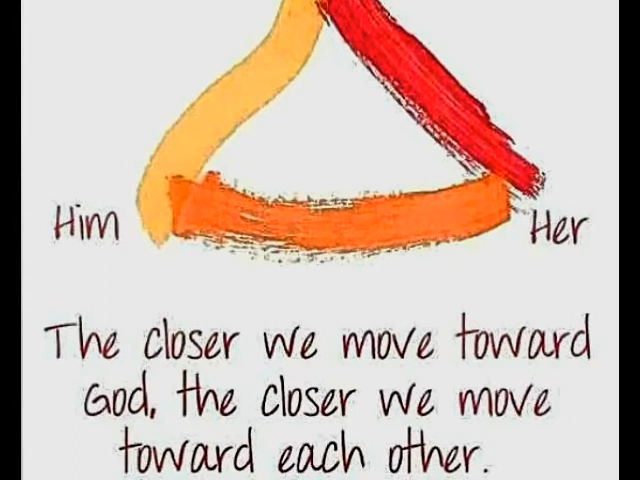 Him
Her
The closer we move toward
God, the closer we move
toward each other.